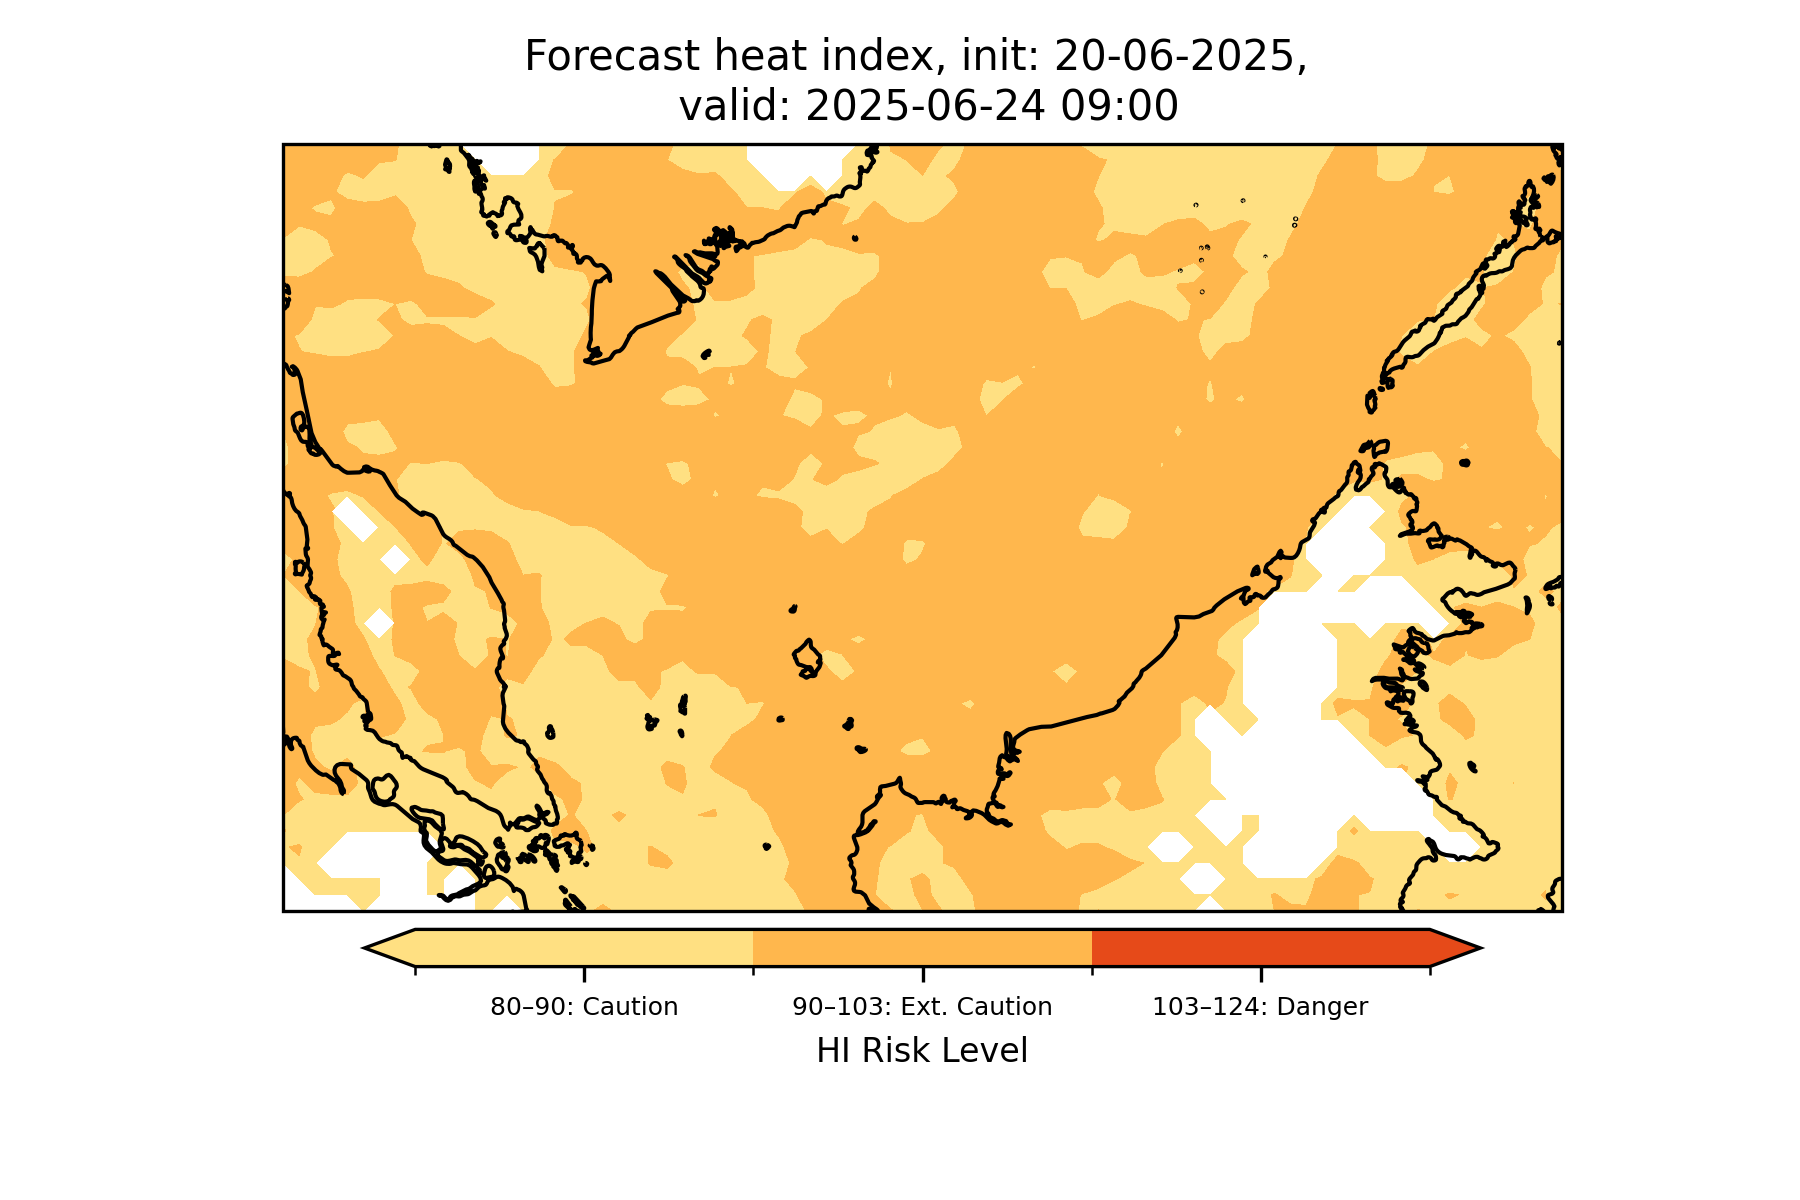 Forecast heat index, init: 20-06-2025,
valid: 2025-06-24 09:00
80–90: Caution
90–103: Ext. Caution
103–124: Danger
HI Risk Level